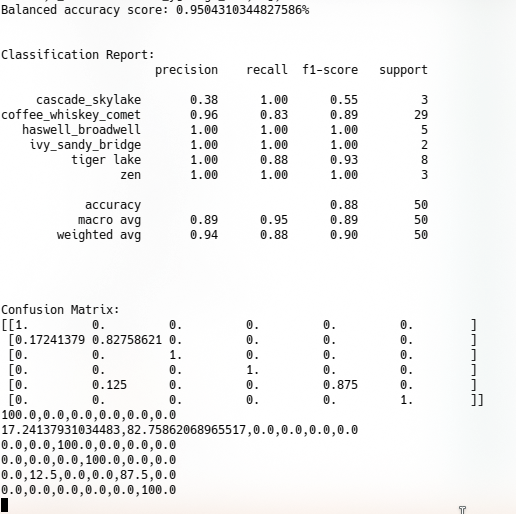 Balanced accuracy score: 0.9504310344827586%
Classification Report:
precision recall f1-score support
cascade_skylake 0.38 1.00 0.55 3
coffee_whiskey_comet 0.96 0.83 0.89 29
haswell_broadwell 1.00 1.00 1.00 5
ivy_sandy_bridge 1.00 1.00 1.00 2
tiger lake 1.00 0.88 0.93 8
zen 1.00 1.00 1.00 3
accuracy 0.88 50
macro avg 0.89 0.95 0.89 50
weighted avg 0.94 0.88 0.90 50
Confusion Matrix:
[[1. 0. 0. 0. 0. 0. ]
[0.17241379 0.82758621 0. 0. 0. 0. ]
[0. 0. 1. 0. 0. 0. ]
[0. 0. 0. 1. 0. 0. ]
[0. 0.125 0. 0. 0.875 0. ]
[0. 0. 0. 0. 0. 1. ]]
100.0,0.0,0.0,0.0,0.0,0.0
17.24137931034483,82.75862068965517,0.0,0.0,0.0,0.0
0.0,0.0,100.0,0.0,0.0,0.0
0.0,0.0,0.0,100.0,0.0,0.0
0.0,12.5,0.0,0.0,87.5,0.0
0.0,0.0,0.0,0.0,0.0,100.0